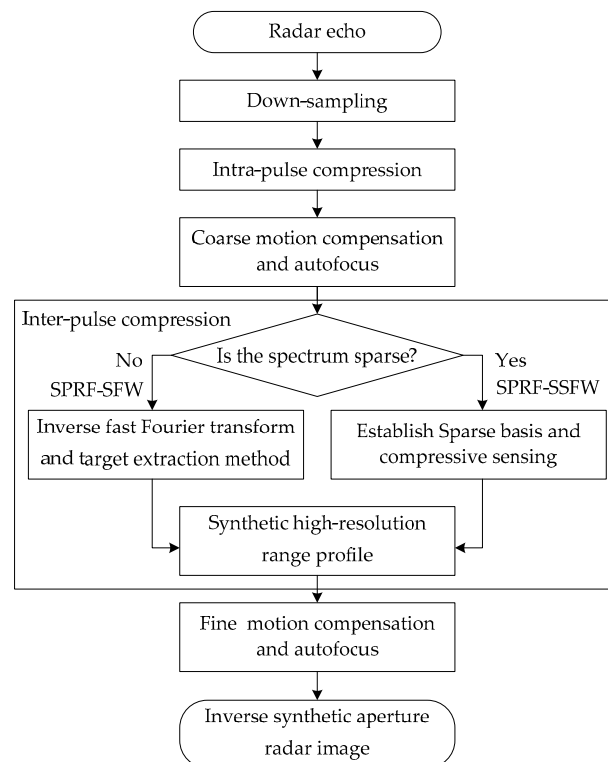 Radar echo
Down-sampling
Intra-pulse compression
Coarse motion compensation
and autofocus
Inter-pulse compression
Is the spectrum sparse?
No
SPRF-SFW
Yes
SPRF-SSFW
Inverse fast Fourier transform
and target extraction method
Establish Sparse basis and
compressive sensing
Synthetic high-resolution
range profile
Fine motion compensation
and autofocus
Inverse synthetic aperture
radar image